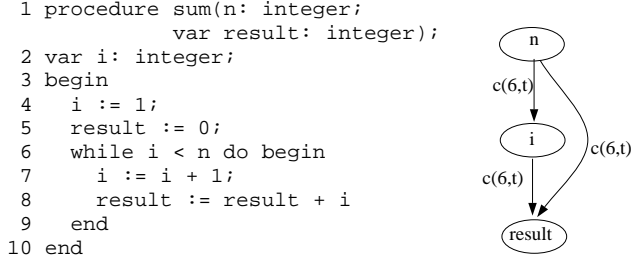 1 procedure sum(n: integer;
var result: integer);
2 var i: integer;
3 begin
4 i := 1;
5 result := 0;
6 while i < n do begin
7 i := i + 1;
8 result := result + i
9 end
10 end
n
c(6,t)
i
c(6,t)
c(6,t)
result